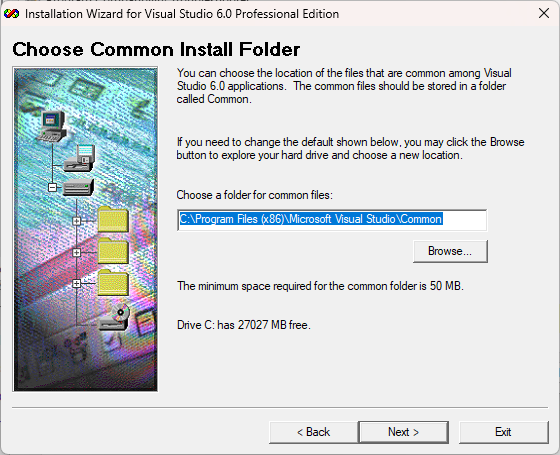 Installation Wizard for Visual Studio 6.0 Professional Edition
Choose Common Install Folder
You can choose the location of the files that are common among Visual
Studio 6.0 applications.  The common files should be stored in a folder
called Common.
If you need to change the default shown below, you may click the Browse
button to explore your hard drive and choose a new location.
Choose a folder for common files:
C:\Program Files (x86)\Microsoft Visual Studio\Common
Browse...
The minimum space required for the common folder is 50 MB.
Drive C: has 27027 MB free.
< Back
Next >
Exit